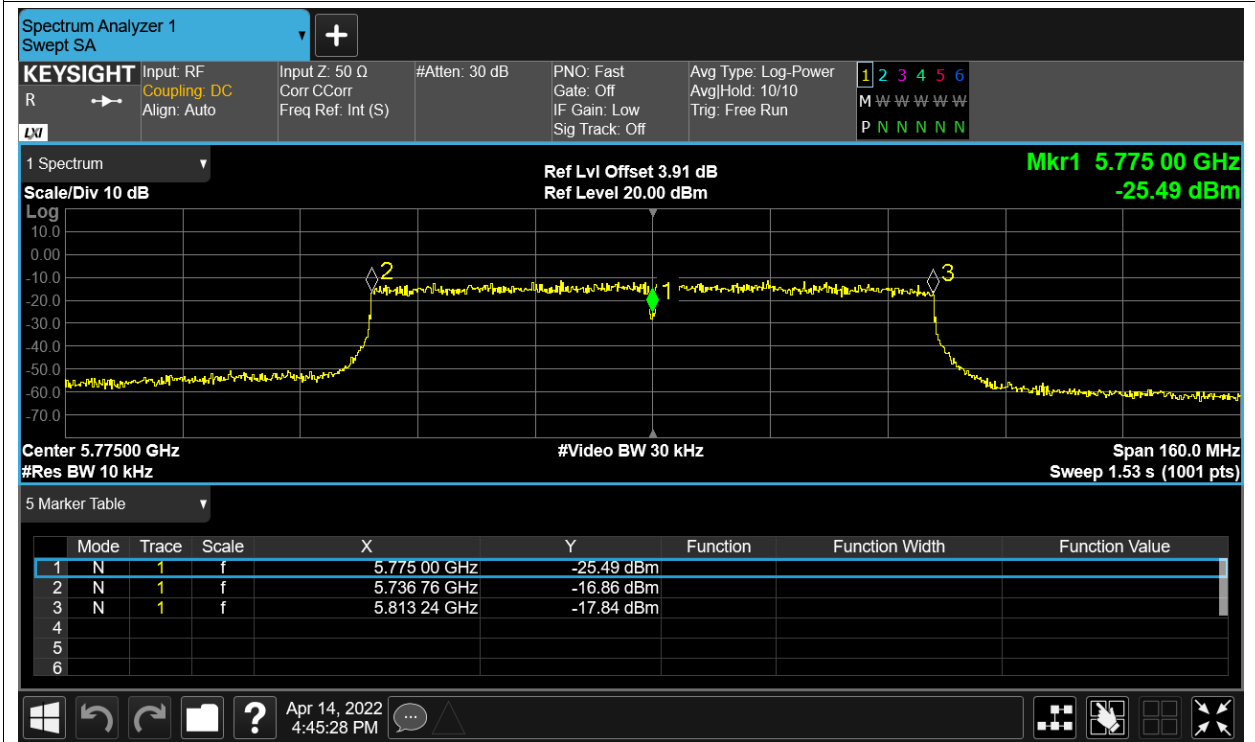 Spectrum Analyzer 1
Swept SA
+
KEYSIGHT
R
LXI
Input: RF
Coupling: DC
Align: Auto
Input Z: 50 Ω
Corr CCorr
Freq Ref: Int (S)
#Atten: 30 dB
PNO: Fast
Gate: Off
IF Gain: Low
Sig Track: Off
Avg Type: Log-Power
Avg|Hold: 10/10
Trig: Free Run
1 2 3 4 5 6
M W W W W W
P N N N N N
1 Spectrum
Scale/Div 10 dB
Ref Lvl Offset 3.91 dB
Ref Level 20.00 dBm
Mkr1 5.775 00 GHz
-25.49 dBm
Log
10.0
0.00
-10.0
-20.0
-30.0
-40.0
-50.0
-60.0
-70.0
2
1
3
Center 5.77500 GHz
#Video BW 30 kHz
Span 160.0 MHz
#Res BW 10 kHz
Sweep 1.53 s (1001 pts)
5 Marker Table
Mode Trace Scale X Y Function Function Width Function Value
1 N 1 f 5.775 00 GHz -25.49 dBm
2 N 1 f 5.736 76 GHz -16.86 dBm
3 N 1 f 5.813 24 GHz -17.84 dBm
4
5
6
?
Apr 14, 2022
4:45:28 PM